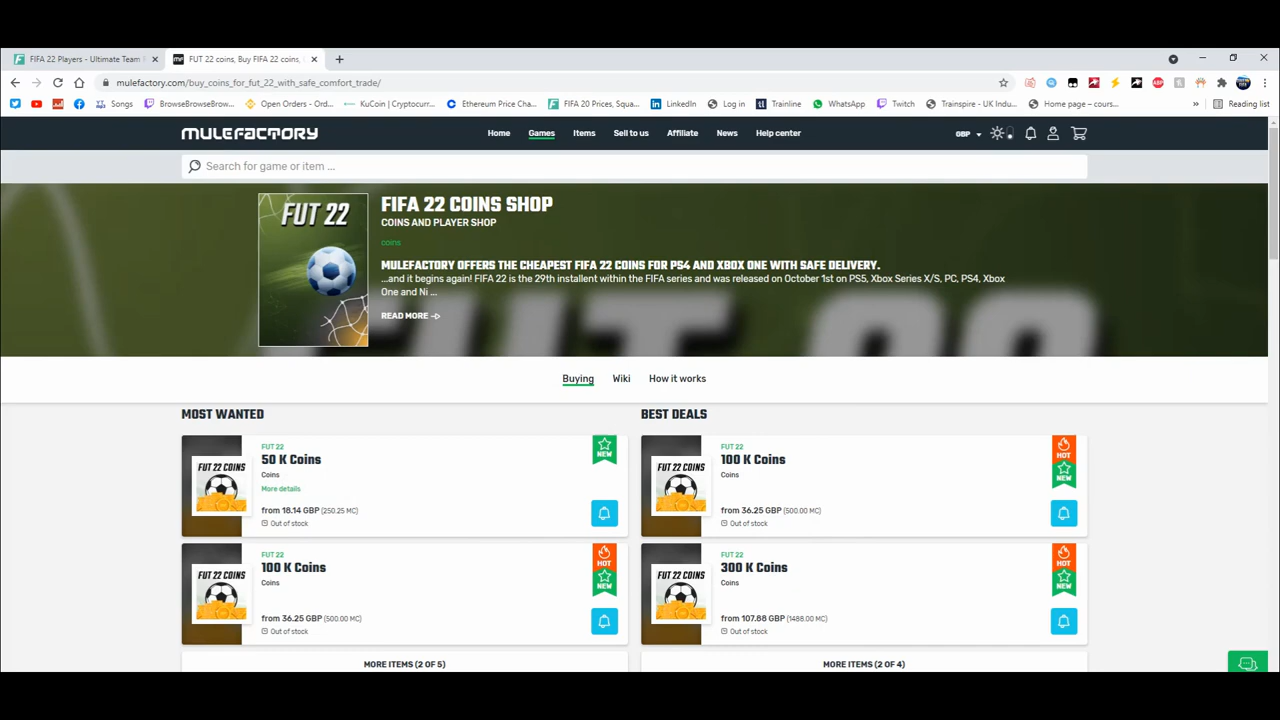 FIFA 22 Players - Ultimate Team
FUT 22 coins, Buy FIFA 22 coins,
mulefactory.com/buy_coins_for_fut_22_with_safe_comfort_trade/
Songs
BrowseBrowseBrow...
Open Orders - Ord...
KuCoin | Cryptocurr...
Ethereum Price Cha...
FIFA 20 Prices, Squa...
LinkedIn
Log in
Trainline
WhatsApp
Twitch
Trainspire - UK Indu...
Home page – cours...
»
Reading list
MULEFACTORY
Home
Games
Items
Sell to us
Affiliate
News
Help center
GBP
Search for game or item ...
FUT 22
FIFA 22 COINS SHOP
COINS AND PLAYER SHOP
coins
MULEFACTORY OFFERS THE CHEAPEST FIFA 22 COINS FOR PS4 AND XBOX ONE WITH SAFE DELIVERY.
...and it begins again! FIFA 22 is the 29th installent within the FIFA series and was released on October 1st on PS5, Xbox Series X/S, PC, PS4, Xbox
One and Ni ...
READ MORE
FUT 22
Buying
Wiki
How it works
MOST WANTED
FUT 22 COINS
FUT 22
50 K Coins
Coins
More details
from 18.14 GBP (250.25 MC)
Out of stock
NEW
FUT 22 COINS
FUT 22
100 K Coins
Coins
from 36.25 GBP (500.00 MC)
Out of stock
HOT
NEW
MORE ITEMS (2 OF 5)
BEST DEALS
FUT 22 COINS
FUT 22
100 K Coins
Coins
from 36.25 GBP (500.00 MC)
Out of stock
HOT
NEW
FUT 22 COINS
FUT 22
300 K Coins
Coins
from 107.88 GBP (1488.00 MC)
Out of stock
HOT
NEW
MORE ITEMS (2 OF 4)